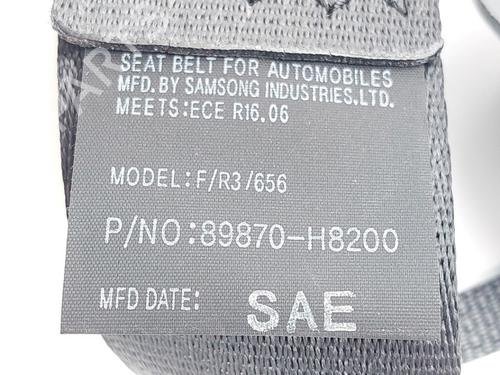 SEAT BELT FOR AUTOMOBILES
MFD.BY SAMSONG INDUSTRIES.LTD.
MEETS:ECE R16.06
MODEL:F/R3/656
P/NO:89870-H8200
MFD DATE: SAE